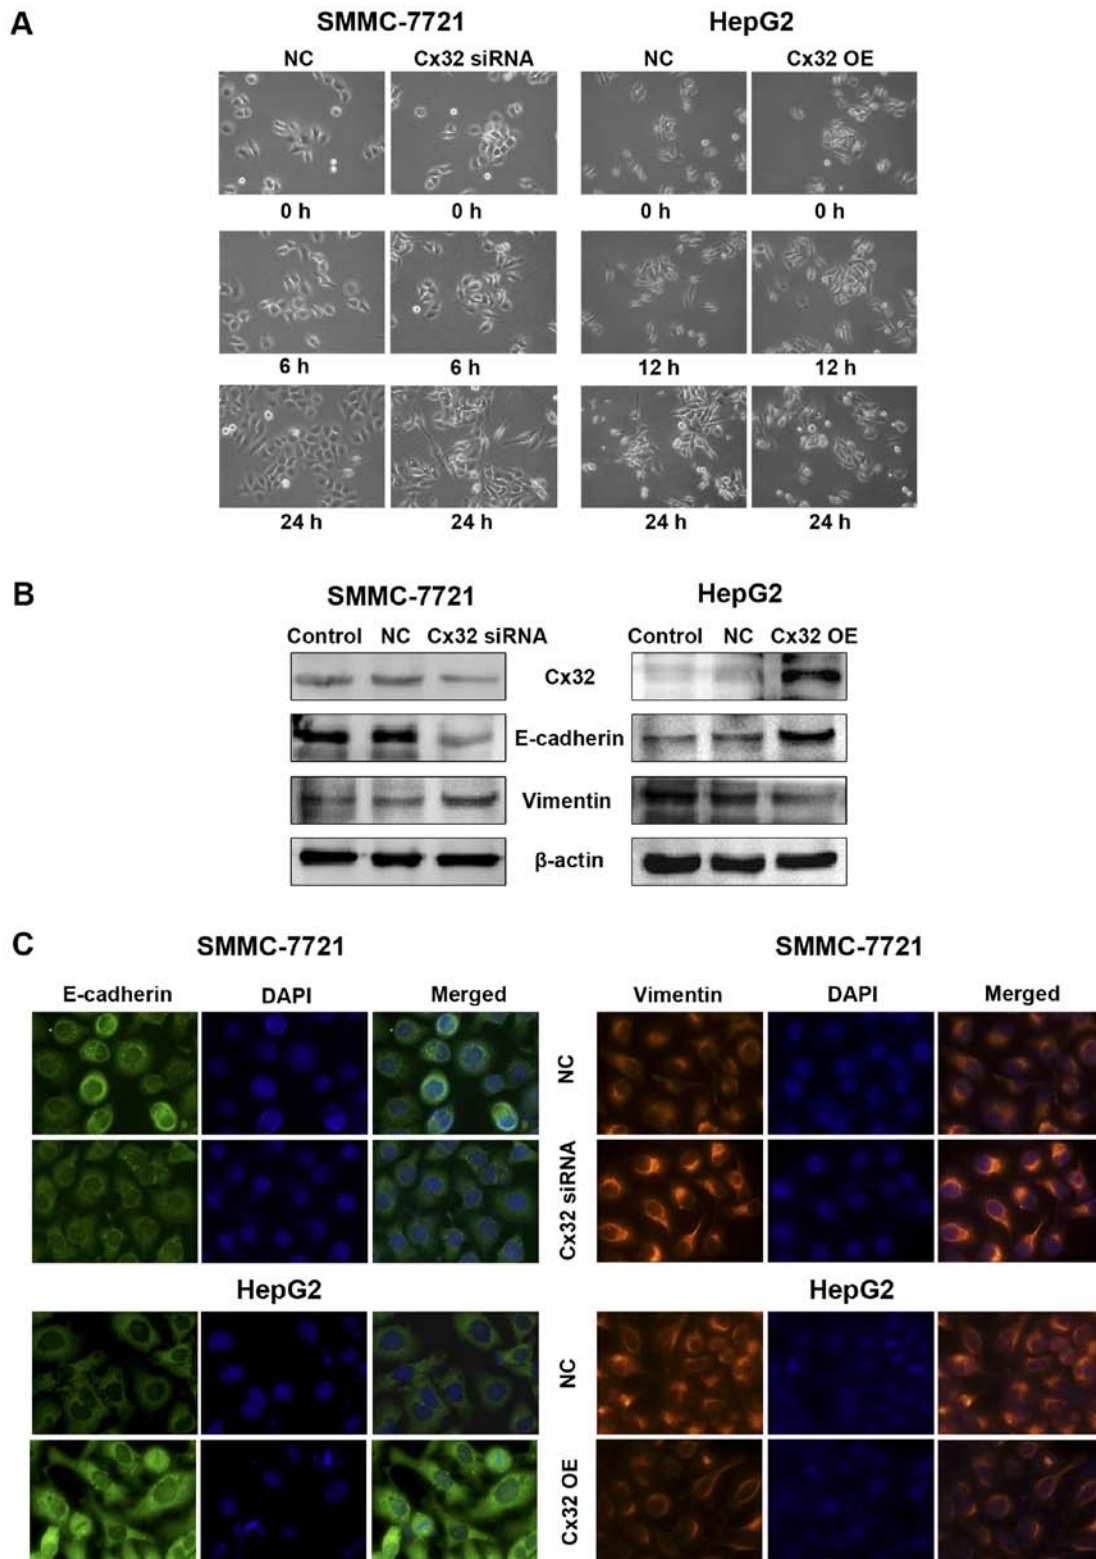 A
SMMC-7721 HepG2
NC Cx32 siRNA NC Cx32 OE
0 h 0 h 0 h 0 h
6 h 6 h 12 h 12 h
24 h 24 h 24 h 24 h
B
SMMC-7721 HepG2
Control NC Cx32 siRNA Control NC Cx32 OE
Cx32
E-cadherin
Vimentin
β-actin
C
SMMC-7721 SMMC-7721
E-cadherin DAPI Merged Vimentin DAPI Merged
NC
Cx32 siRNA
HepG2 HepG2
NC
Cx32 OE